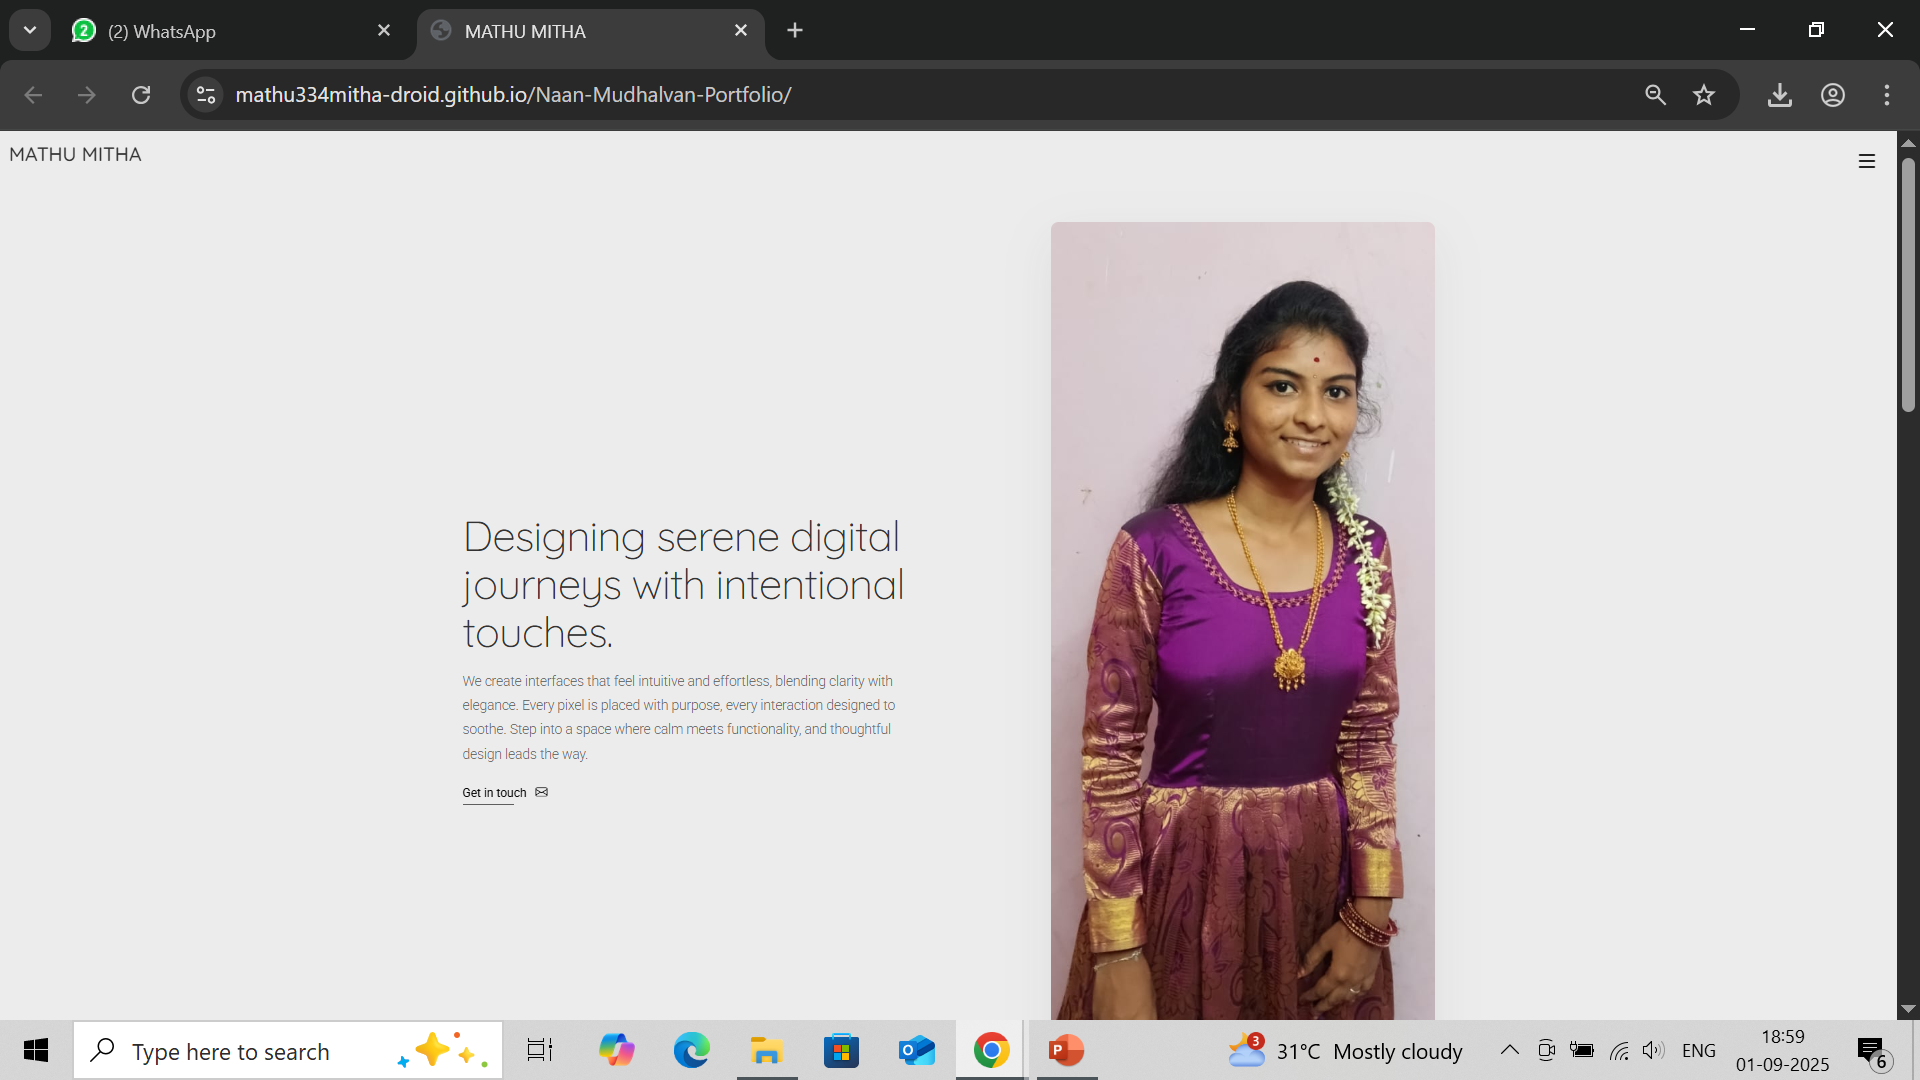 2 (2) WhatsApp
MATHU MITHA
mathu334mitha-droid.github.io/Naan-Mudhalvan-Portfolio/
MATHU MITHA
Designing serene digital
journeys with intentional
touches.
We create interfaces that feel intuitive and effortless, blending clarity with
elegance. Every pixel is placed with purpose, every interaction designed to
soothe. Step into a space where calm meets functionality, and thoughtful
design leads the way.
Get in touch
Type here to search
3
31°C Mostly cloudy
ENG
18:59
01-09-2025
6